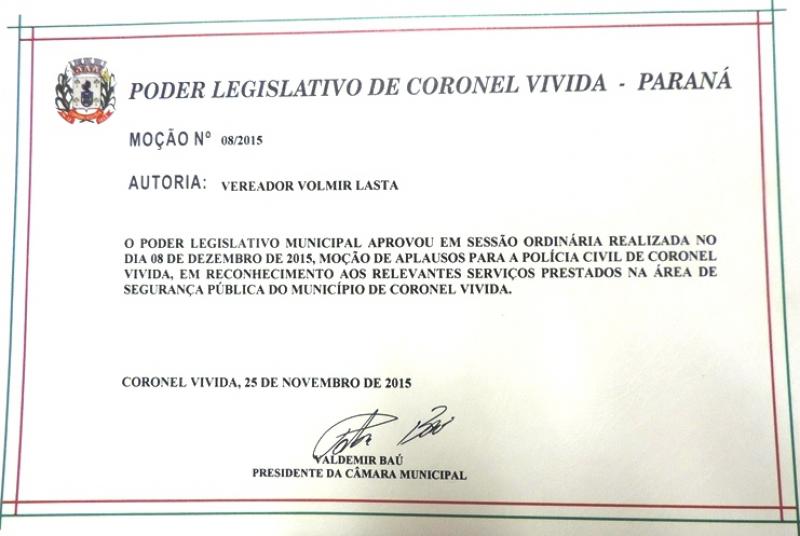 PODER LEGISLATIVO DE CORONEL VIVIDA - PARANÁ
MOÇÃO Nº 08/2015
AUTORIA: VEREADOR VOLMIR LASTA
O PODER LEGISLATIVO MUNICIPAL APROVOU EM SESSÃO ORDINÁRIA REALIZADA NO
DIA 08 DE DEZEMBRO DE 2015, MOÇÃO DE APLAUSOS PARA A POLÍCIA CIVIL DE CORONEL
VIVIDA, EM RECONHECIMENTO AOS RELEVANTES SERVIÇOS PRESTADOS NA ÁREA DE
SEGURANÇA PÚBLICA DO MUNICÍPIO DE CORONEL VIVIDA.
CORONEL VIVIDA, 25 DE NOVEMBRO DE 2015
VALDEMIR BAÚ
PRESIDENTE DA CÂMARA MUNICIPAL